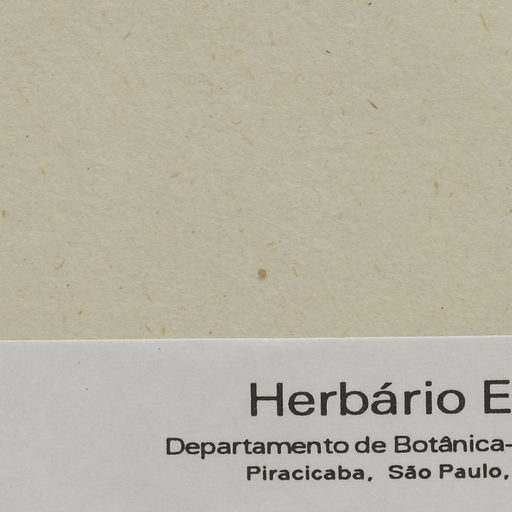 Herbário E
Departamento de Botânica-
Piracicaba, São Paulo,